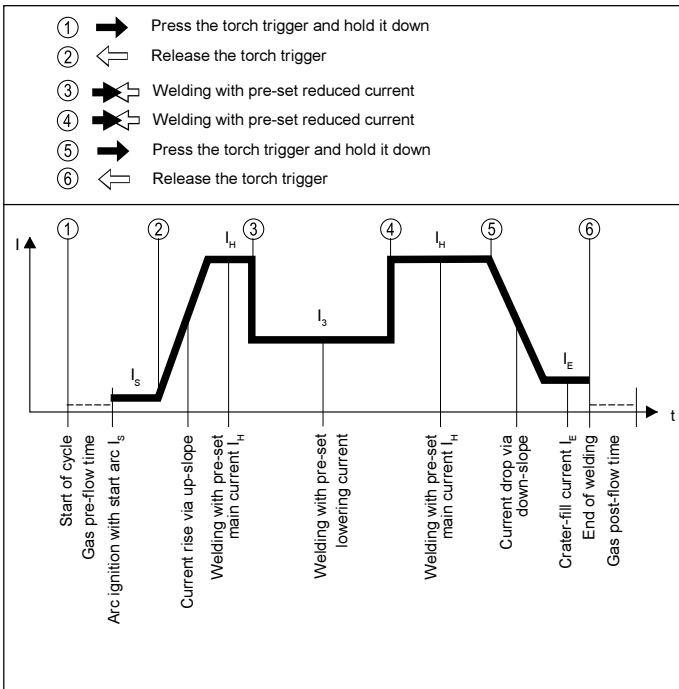 ① Press the torch trigger and hold it down
② Release the torch trigger
③ Welding with pre-set reduced current
④ Welding with pre-set reduced current
⑤ Press the torch trigger and hold it down
⑥ Release the torch trigger
① ② ③ ④ ⑤ ⑥
I
I_H
I_H
I_3
I_S
I_E
t
Start of cycle
Gas pre-flow time
Arc ignition with start arc I_S
Current rise via up-slope
Welding with pre-set
main current I_H
Welding with pre-set
lowering current
Welding with pre-set
main current I_H
Current drop via
down-slope
Crater-fill current I_E
End of welding
Gas post-flow time